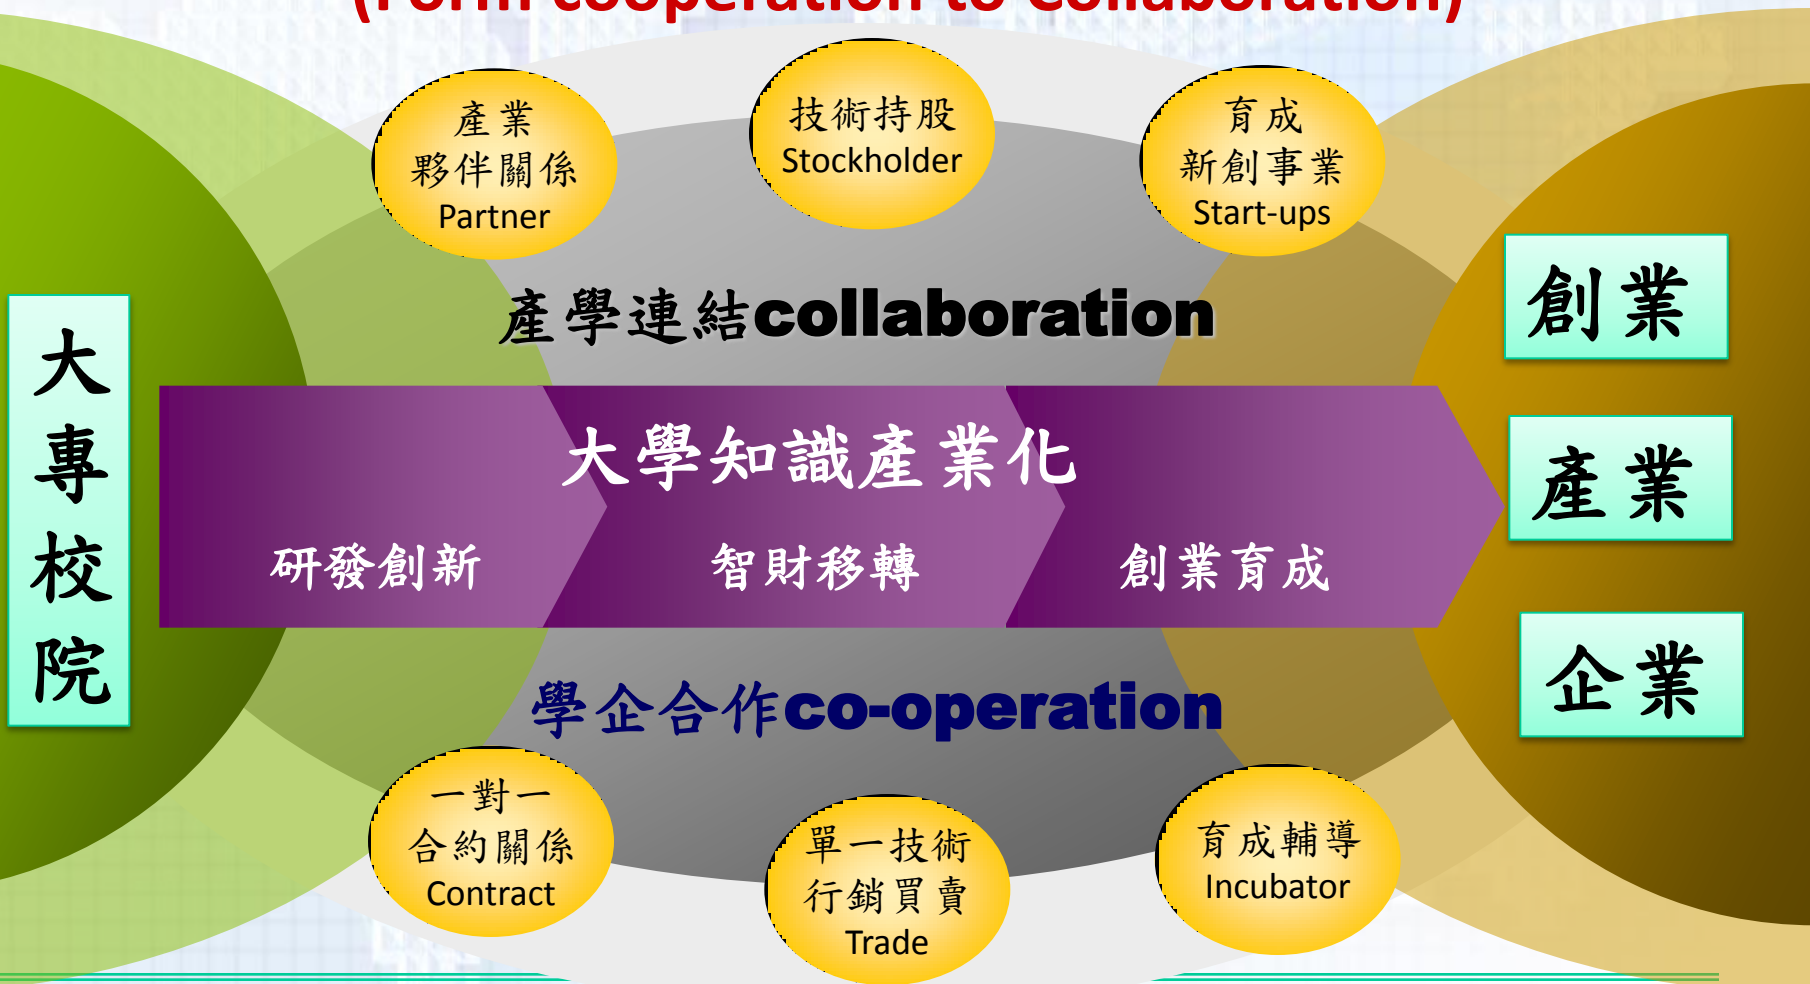 (Form cooperation to Collaboration)
產業
夥伴關係
Partner
技術持股
Stockholder
育成
新創事業
Start-ups
產學連結collaboration
大專校院
大學知識產業化
研發創新
智財移轉
創業育成
創業
產業
企業
學企合作co-operation
一對一
合約關係
Contract
單一技術
行銷買賣
Trade
育成輔導
Incubator